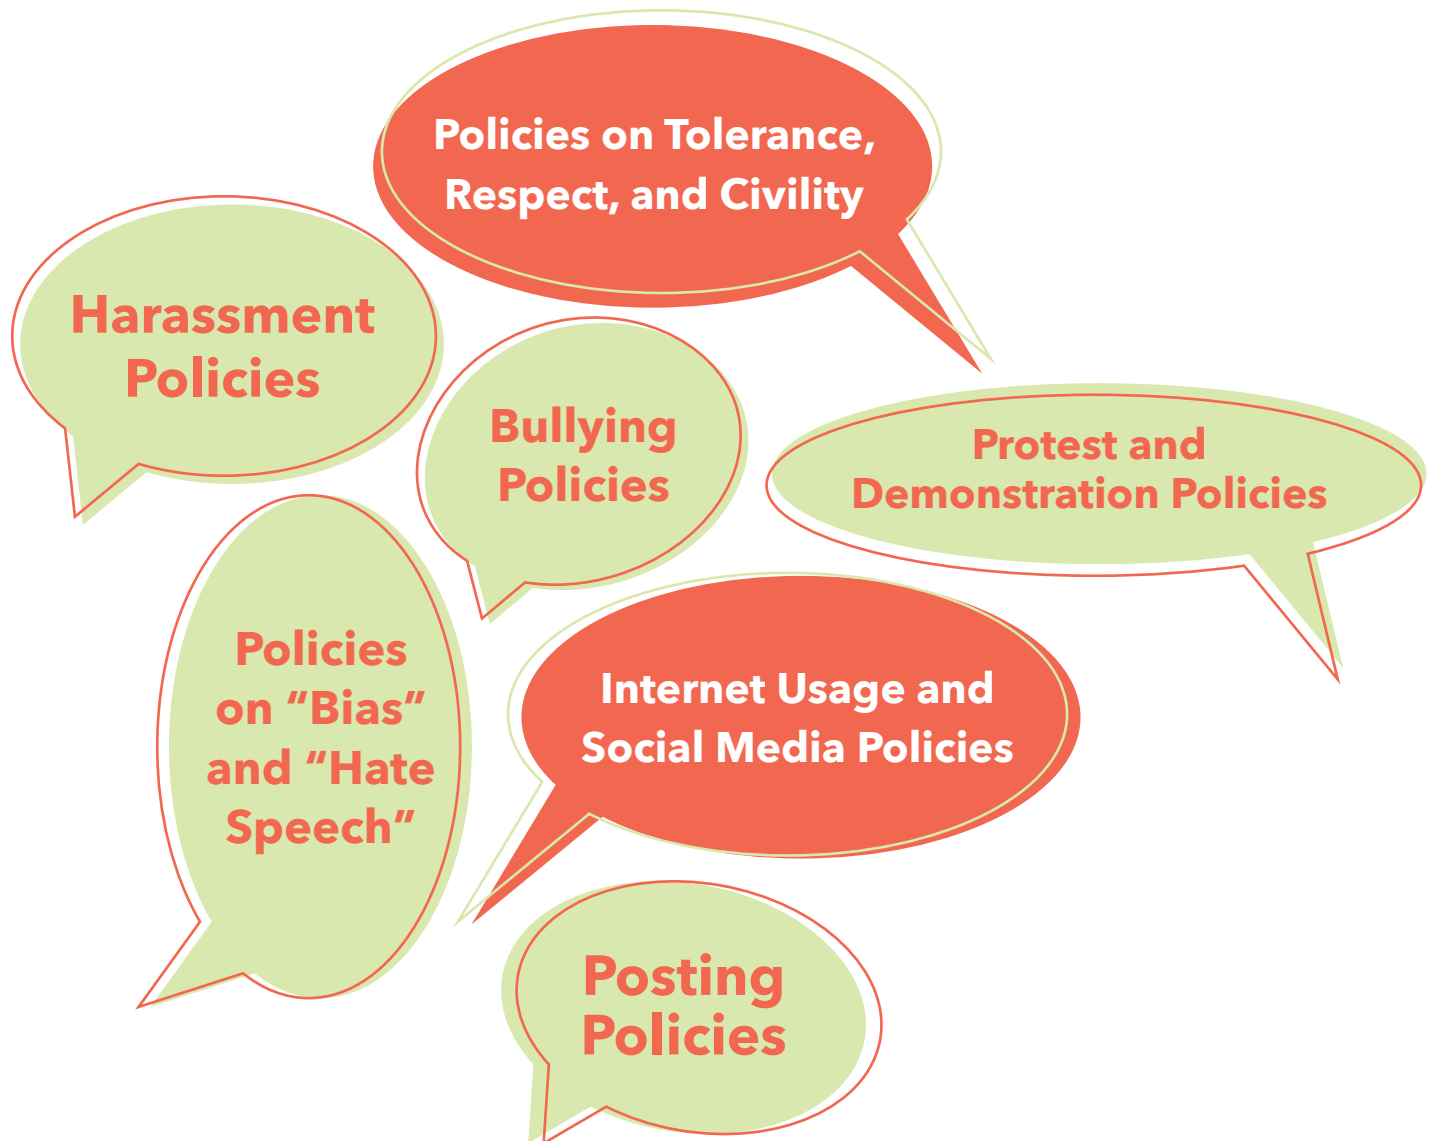 Policies on Tolerance,
Respect, and Civility
Harassment
Policies
Bullying
Policies
Protest and
Demonstration Policies
Policies
on “Bias”
and “Hate
Speech”
Internet Usage and
Social Media Policies
Posting
Policies